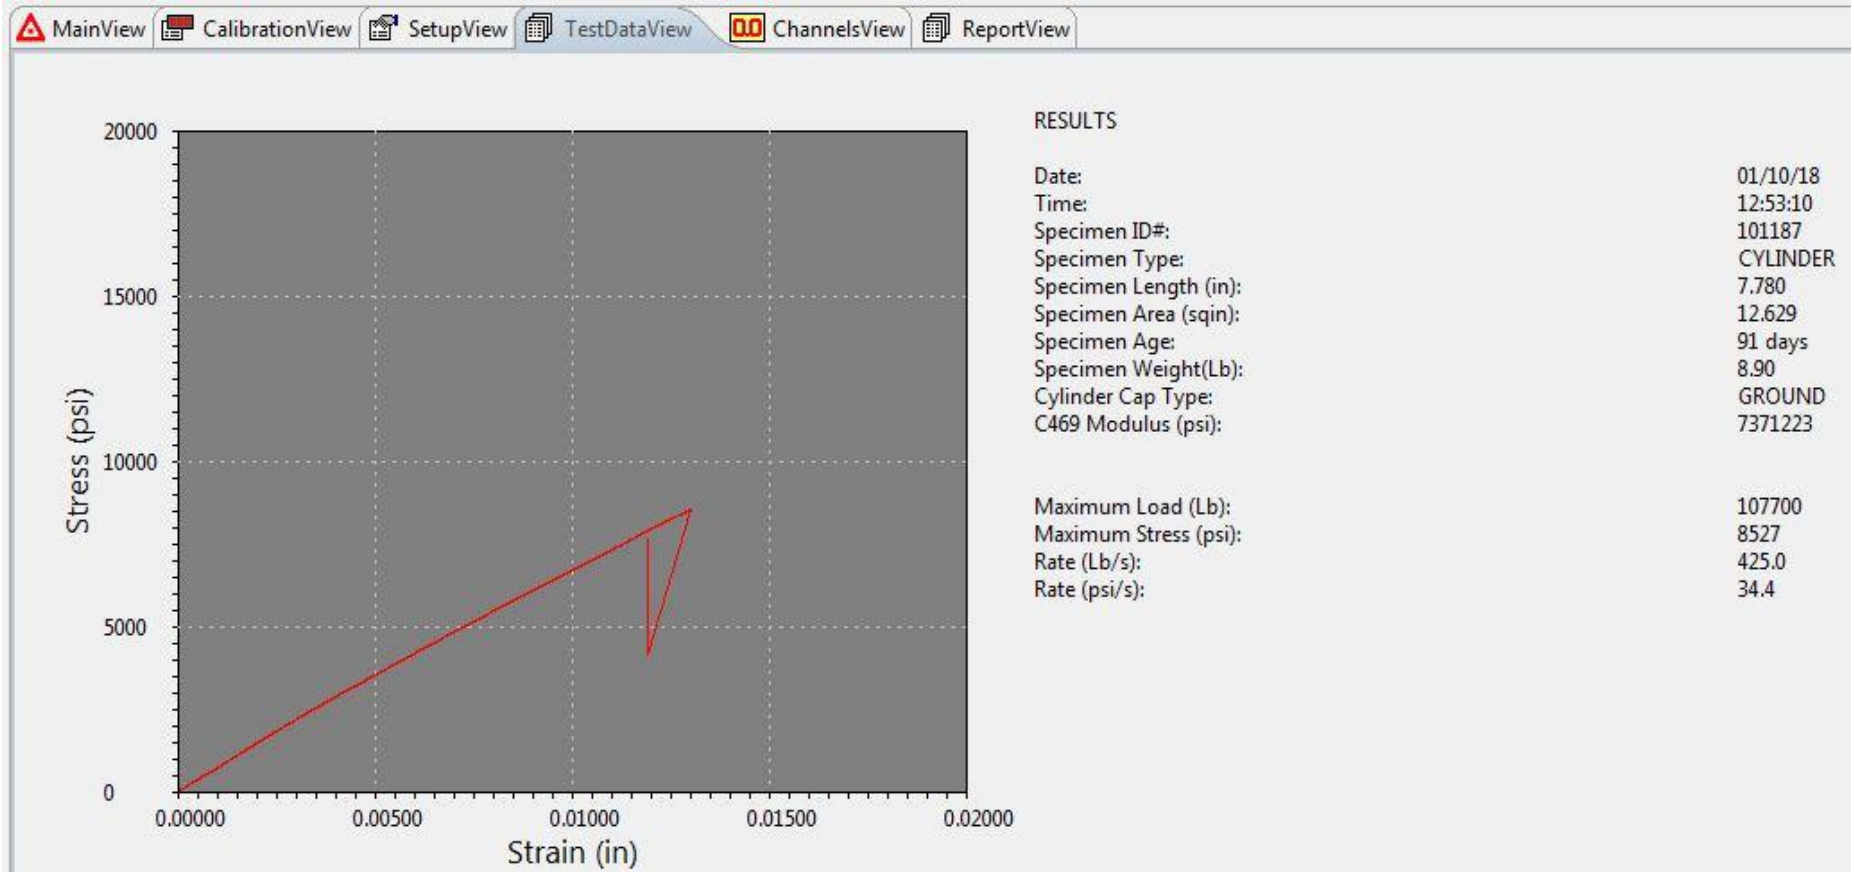 MainView CalibrationView SetupView TestDataView 0.0 ChannelsView ReportView
20000
15000
10000
5000
0
Stress (psi)
0.00000 0.00500 0.01000 0.01500 0.02000
Strain (in)
RESULTS
Date: 01/10/18
Time: 12:53:10
Specimen ID#: 101187
Specimen Type: CYLINDER
Specimen Length (in): 7.780
Specimen Area (sqin): 12.629
Specimen Age: 91 days
Specimen Weight(Lb): 8.90
Cylinder Cap Type: GROUND
C469 Modulus (psi): 7371223
Maximum Load (Lb): 107700
Maximum Stress (psi): 8527
Rate (Lb/s): 425.0
Rate (psi/s): 34.4